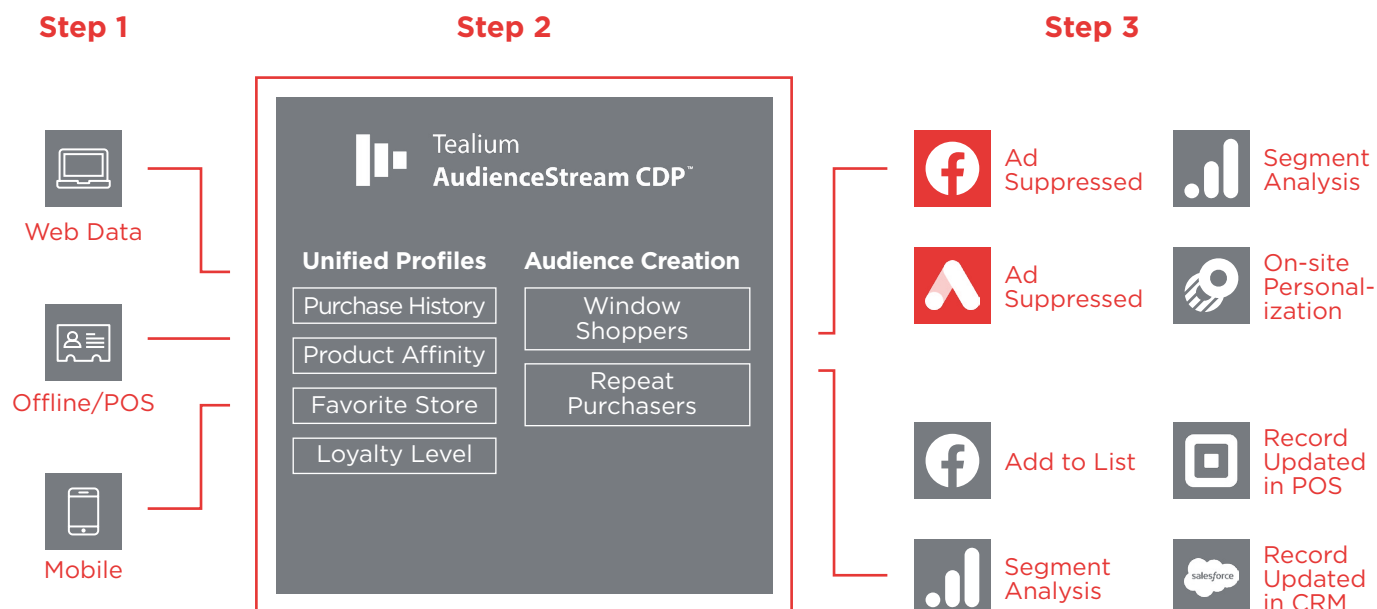 Step 1
Step 2
Step 3
Web Data
Offline/POS
Mobile
Tealium
AudienceStream CDP™
Unified Profiles
Purchase History
Product Affinity
Favorite Store
Loyalty Level
Audience Creation
Window
Shoppers
Repeat
Purchasers
Ad
Suppressed
Segment
Analysis
Ad
Suppressed
On-site
Personal-
ization
Add to List
Record
Updated
in POS
Segment
Analysis
salesforce
Record
Updated
in CRM